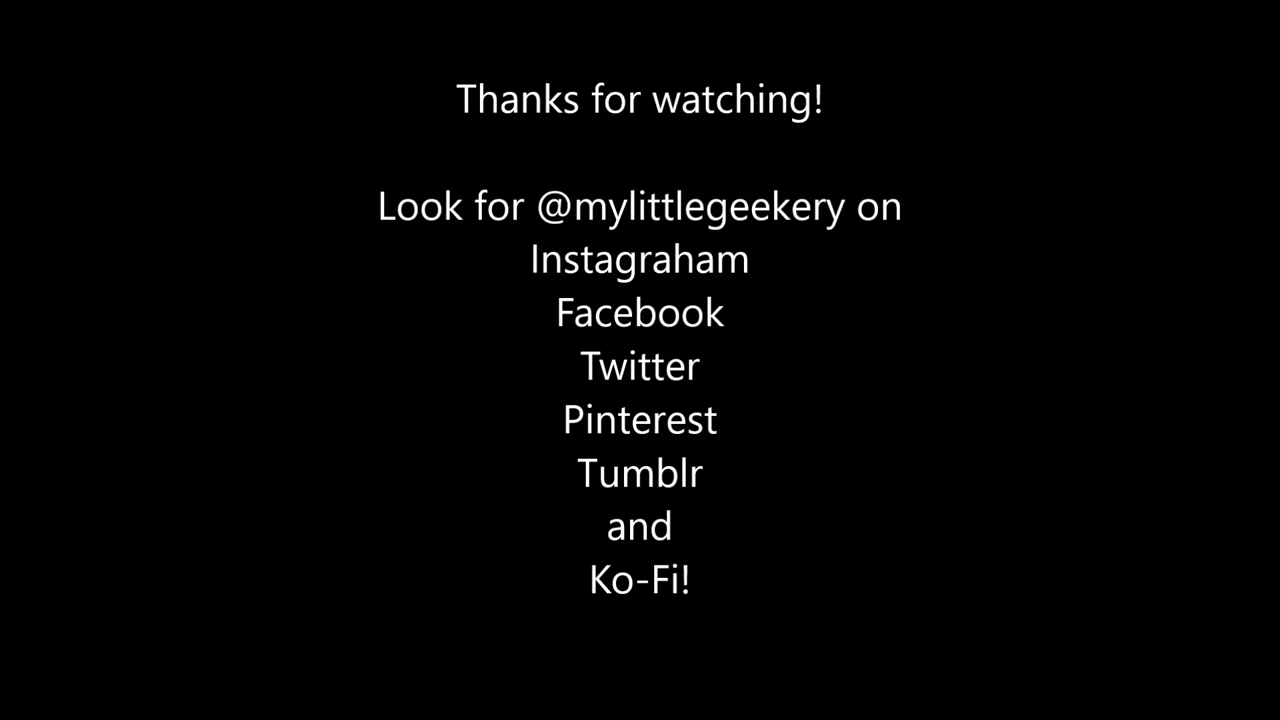 Thanks for watching!
Look for @mylittlegeekery on
Instagraham
Facebook
Twitter
Pinterest
Tumblr
and
Ko-Fi!